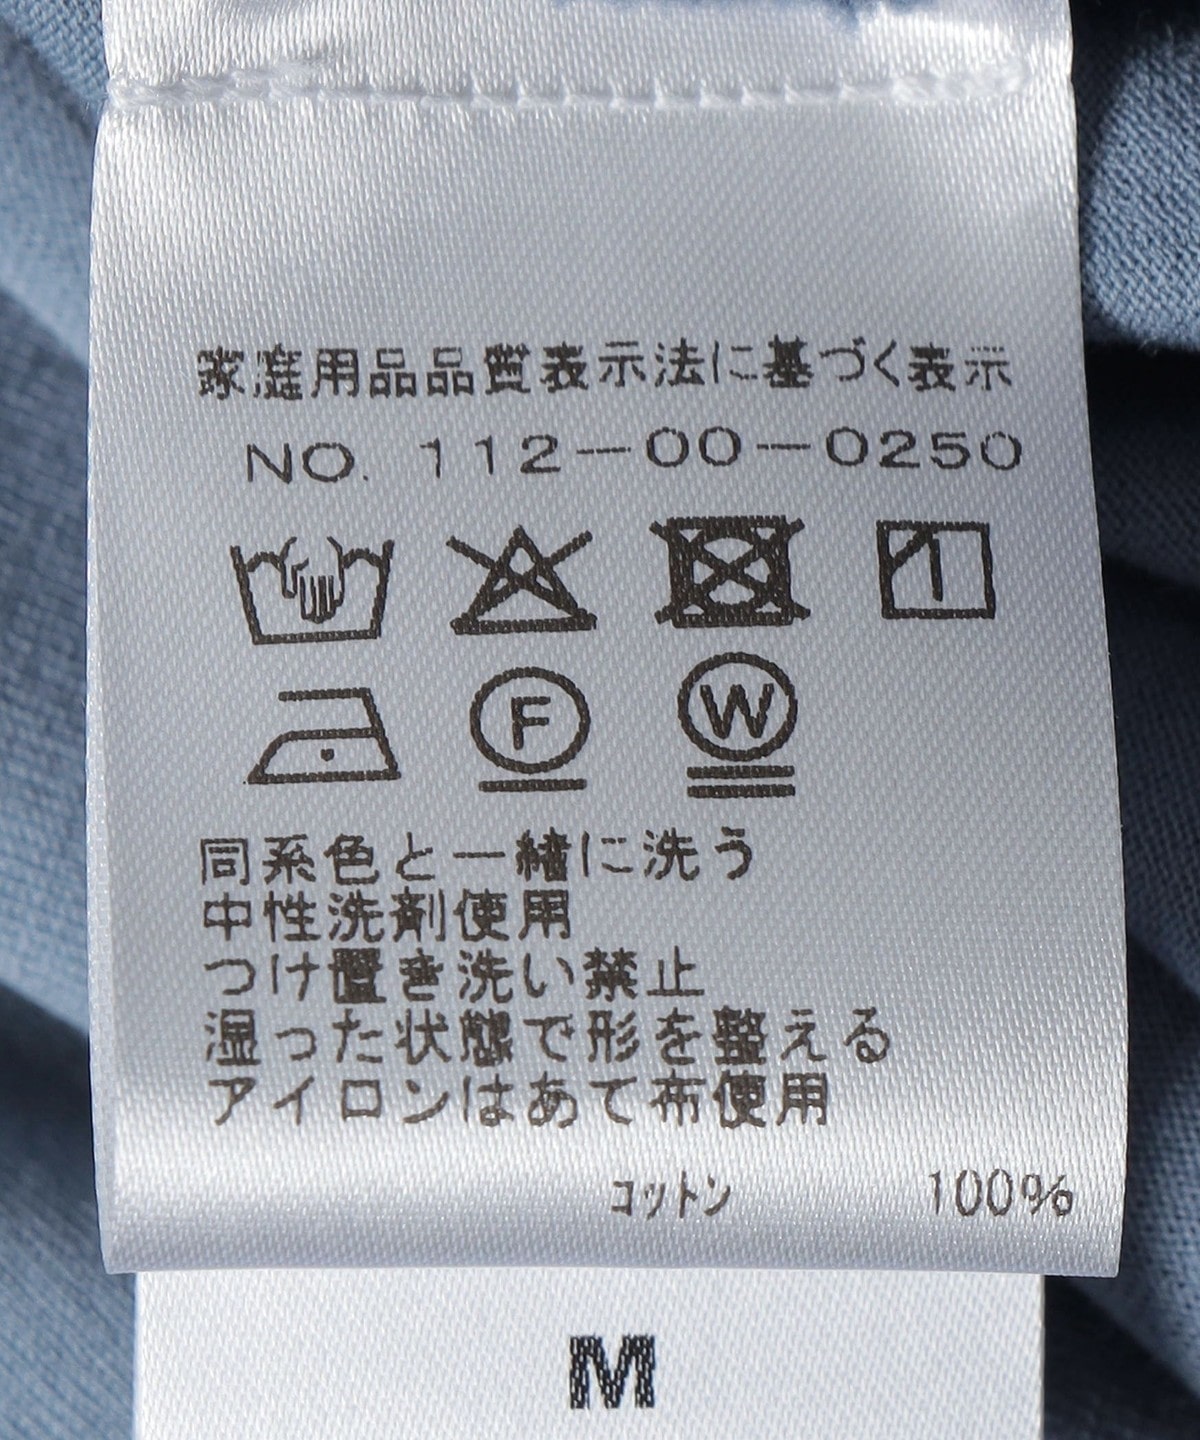 家庭用品品質表示法に基づく表示
NO. 112-00-0250
F W
同系色と一緒に洗う
中性洗剤使用
つけ置き洗い禁止
湿った状態で形を整える
アイロンはあて布使用
コットン 100%
M